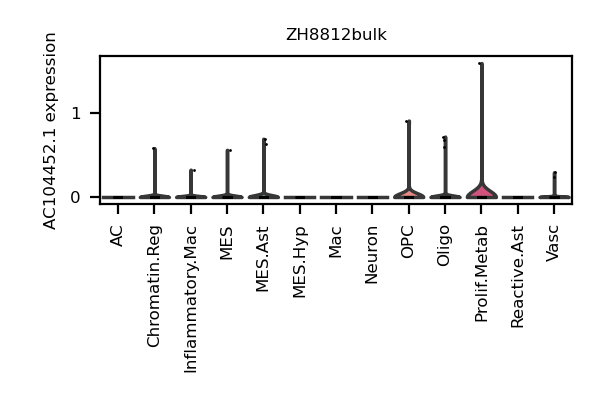 ZH8812bulk
AC104452.1 expression
1
0
AC
Chromatin.Reg
Inflammatory.Mac
MES
MES.Ast
MES.Hyp
Mac
Neuron
OPC
Oligo
Prolif.Metab
Reactive.Ast
Vasc